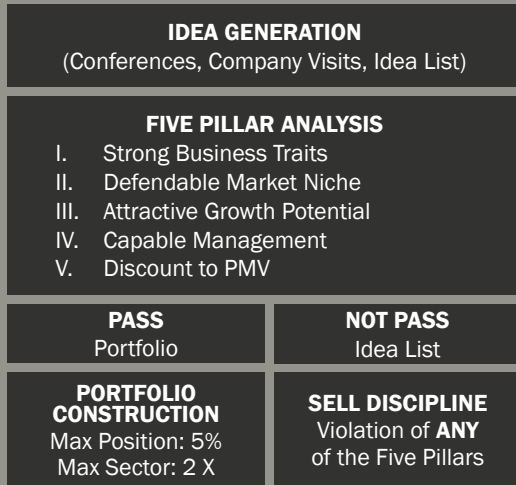 IDEA GENERATION
(Conferences, Company Visits, Idea List)
FIVE PILLAR ANALYSIS
I. Strong Business Traits
II. Defendable Market Niche
III. Attractive Growth Potential
IV. Capable Management
V. Discount to PMV
PASS
Portfolio
NOT PASS
Idea List
PORTFOLIO
CONSTRUCTION
Max Position: 5%
Max Sector: 2 X
SELL DISCIPLINE
Violation of ANY
of the Five Pillars